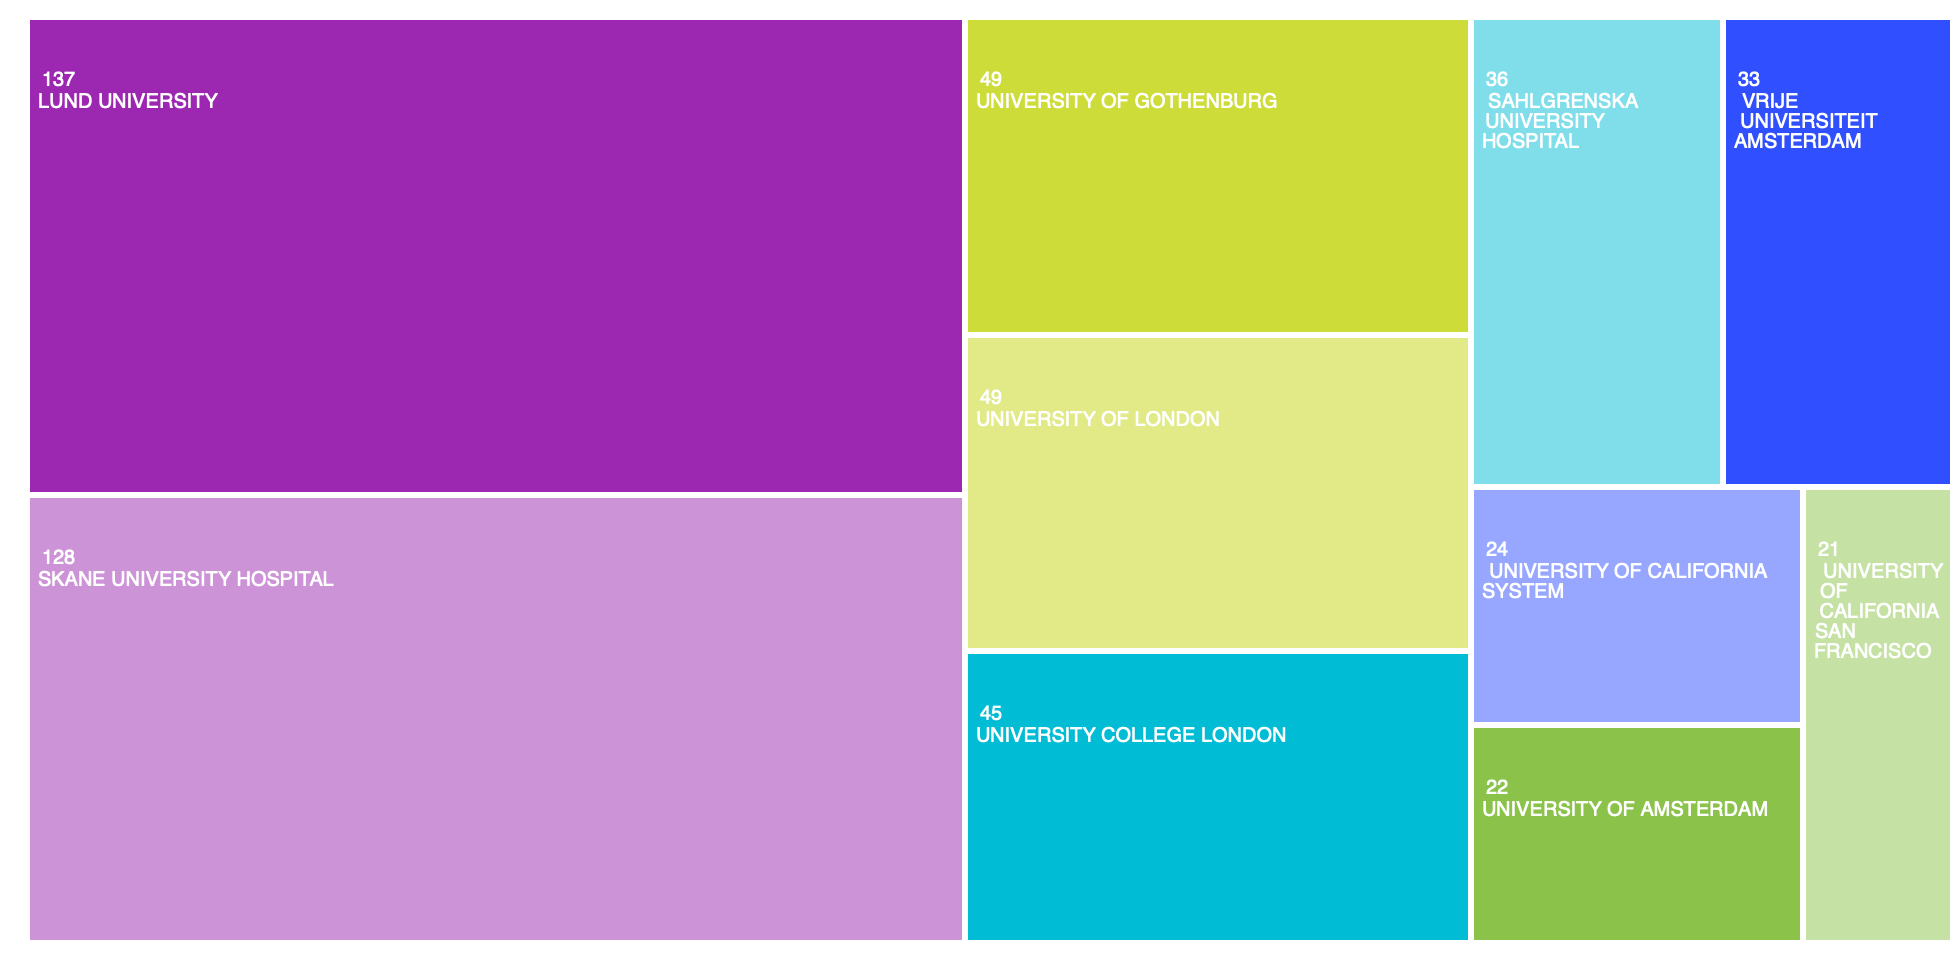 137
LUND UNIVERSITY
128
SKANE UNIVERSITY HOSPITAL
49
UNIVERSITY OF GOTHENBURG
49
UNIVERSITY OF LONDON
45
UNIVERSITY COLLEGE LONDON
36
SAHLGRENSKA
UNIVERSITY
HOSPITAL
33
VRIJE
UNIVERSITEIT
AMSTERDAM
24
UNIVERSITY OF CALIFORNIA
SYSTEM
22
UNIVERSITY OF AMSTERDAM
21
UNIVERSITY
OF
CALIFORNIA
SAN
FRANCISCO